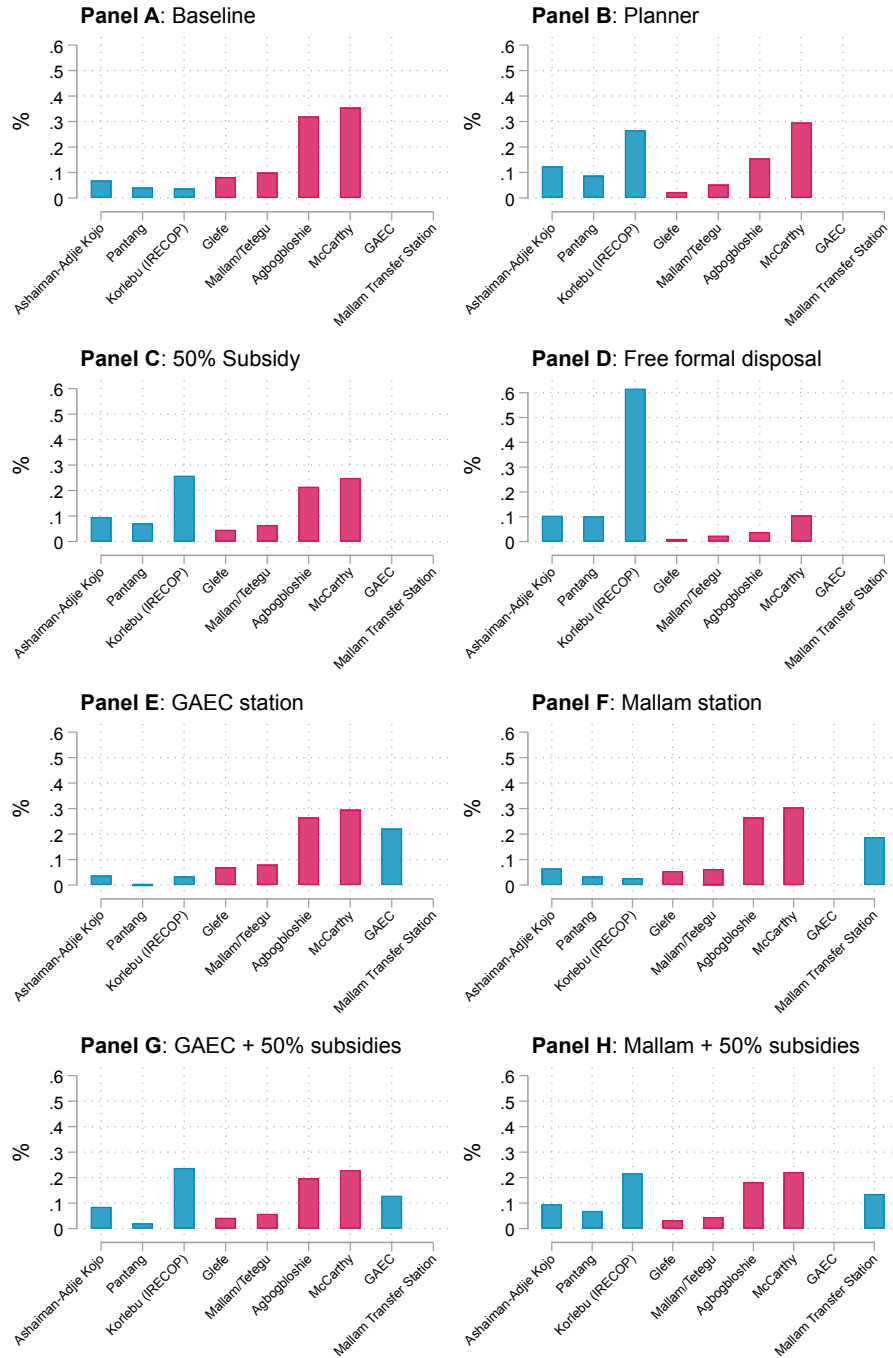 Panel A: Baseline
%
.6
.5
.4
.3
.2
.1
0
Ashaiman-Adjie Kojo
Pantang
Korlebu (IRECOP)
Glefe
Mallam/Tetegu
Agbogbloshie
McCarthy
GAEC
Mallam Transfer Station
Panel B: Planner
%
.6
.5
.4
.3
.2
.1
0
Ashaiman-Adjie Kojo
Pantang
Korlebu (IRECOP)
Glefe
Mallam/Tetegu
Agbogbloshie
McCarthy
GAEC
Mallam Transfer Station
Panel C: 50% Subsidy
%
.6
.5
.4
.3
.2
.1
0
Ashaiman-Adjie Kojo
Pantang
Korlebu (IRECOP)
Glefe
Mallam/Tetegu
Agbogbloshie
McCarthy
GAEC
Mallam Transfer Station
Panel D: Free formal disposal
%
.6
.5
.4
.3
.2
.1
0
Ashaiman-Adjie Kojo
Pantang
Korlebu (IRECOP)
Glefe
Mallam/Tetegu
Agbogbloshie
McCarthy
GAEC
Mallam Transfer Station
Panel E: GAEC station
%
.6
.5
.4
.3
.2
.1
0
Ashaiman-Adjie Kojo
Pantang
Korlebu (IRECOP)
Glefe
Mallam/Tetegu
Agbogbloshie
McCarthy
GAEC
Mallam Transfer Station
Panel F: Mallam station
%
.6
.5
.4
.3
.2
.1
0
Ashaiman-Adjie Kojo
Pantang
Korlebu (IRECOP)
Glefe
Mallam/Tetegu
Agbogbloshie
McCarthy
GAEC
Mallam Transfer Station
Panel G: GAEC + 50% subsidies
%
.6
.5
.4
.3
.2
.1
0
Ashaiman-Adjie Kojo
Pantang
Korlebu (IRECOP)
Glefe
Mallam/Tetegu
Agbogbloshie
McCarthy
GAEC
Mallam Transfer Station
Panel H: Mallam + 50% subsidies
%
.6
.5
.4
.3
.2
.1
0
Ashaiman-Adjie Kojo
Pantang
Korlebu (IRECOP)
Glefe
Mallam/Tetegu
Agbogbloshie
McCarthy
GAEC
Mallam Transfer Station